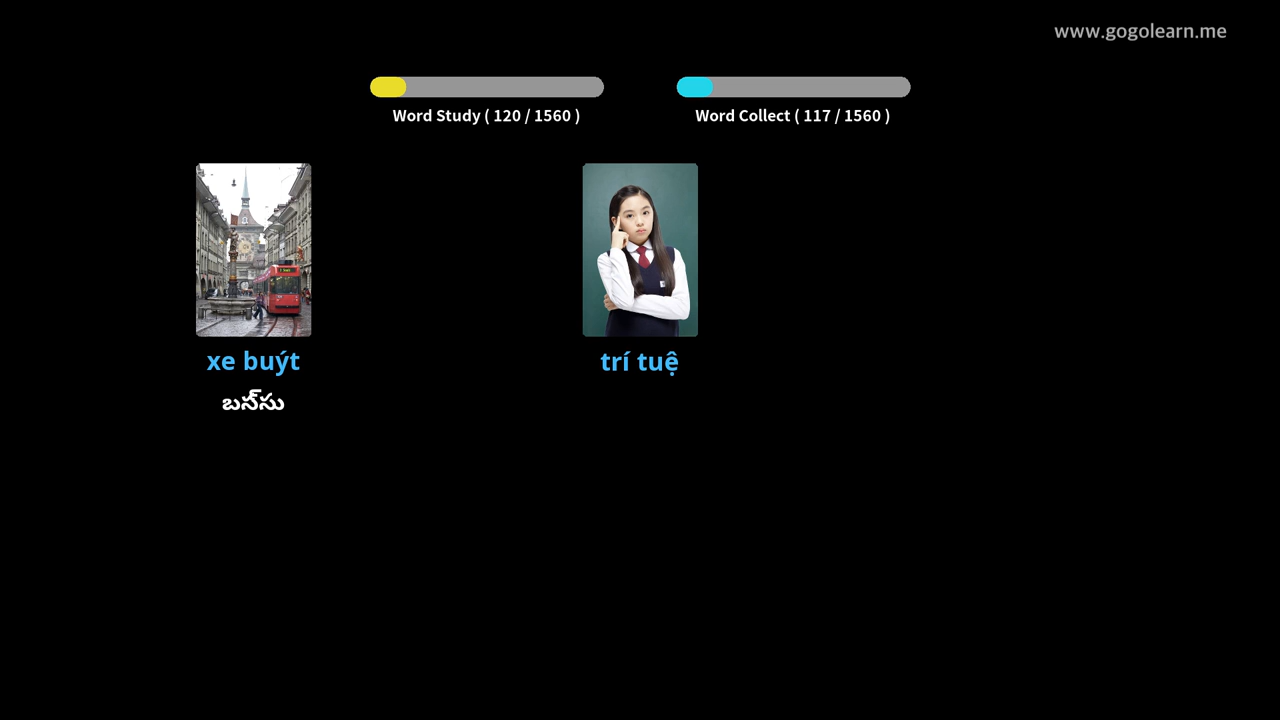 www.gogolearn.me
Word Study ( 120 / 1560 )
Word Collect ( 117 / 1560 )
xe buýt
trí tuệ
బస్సు